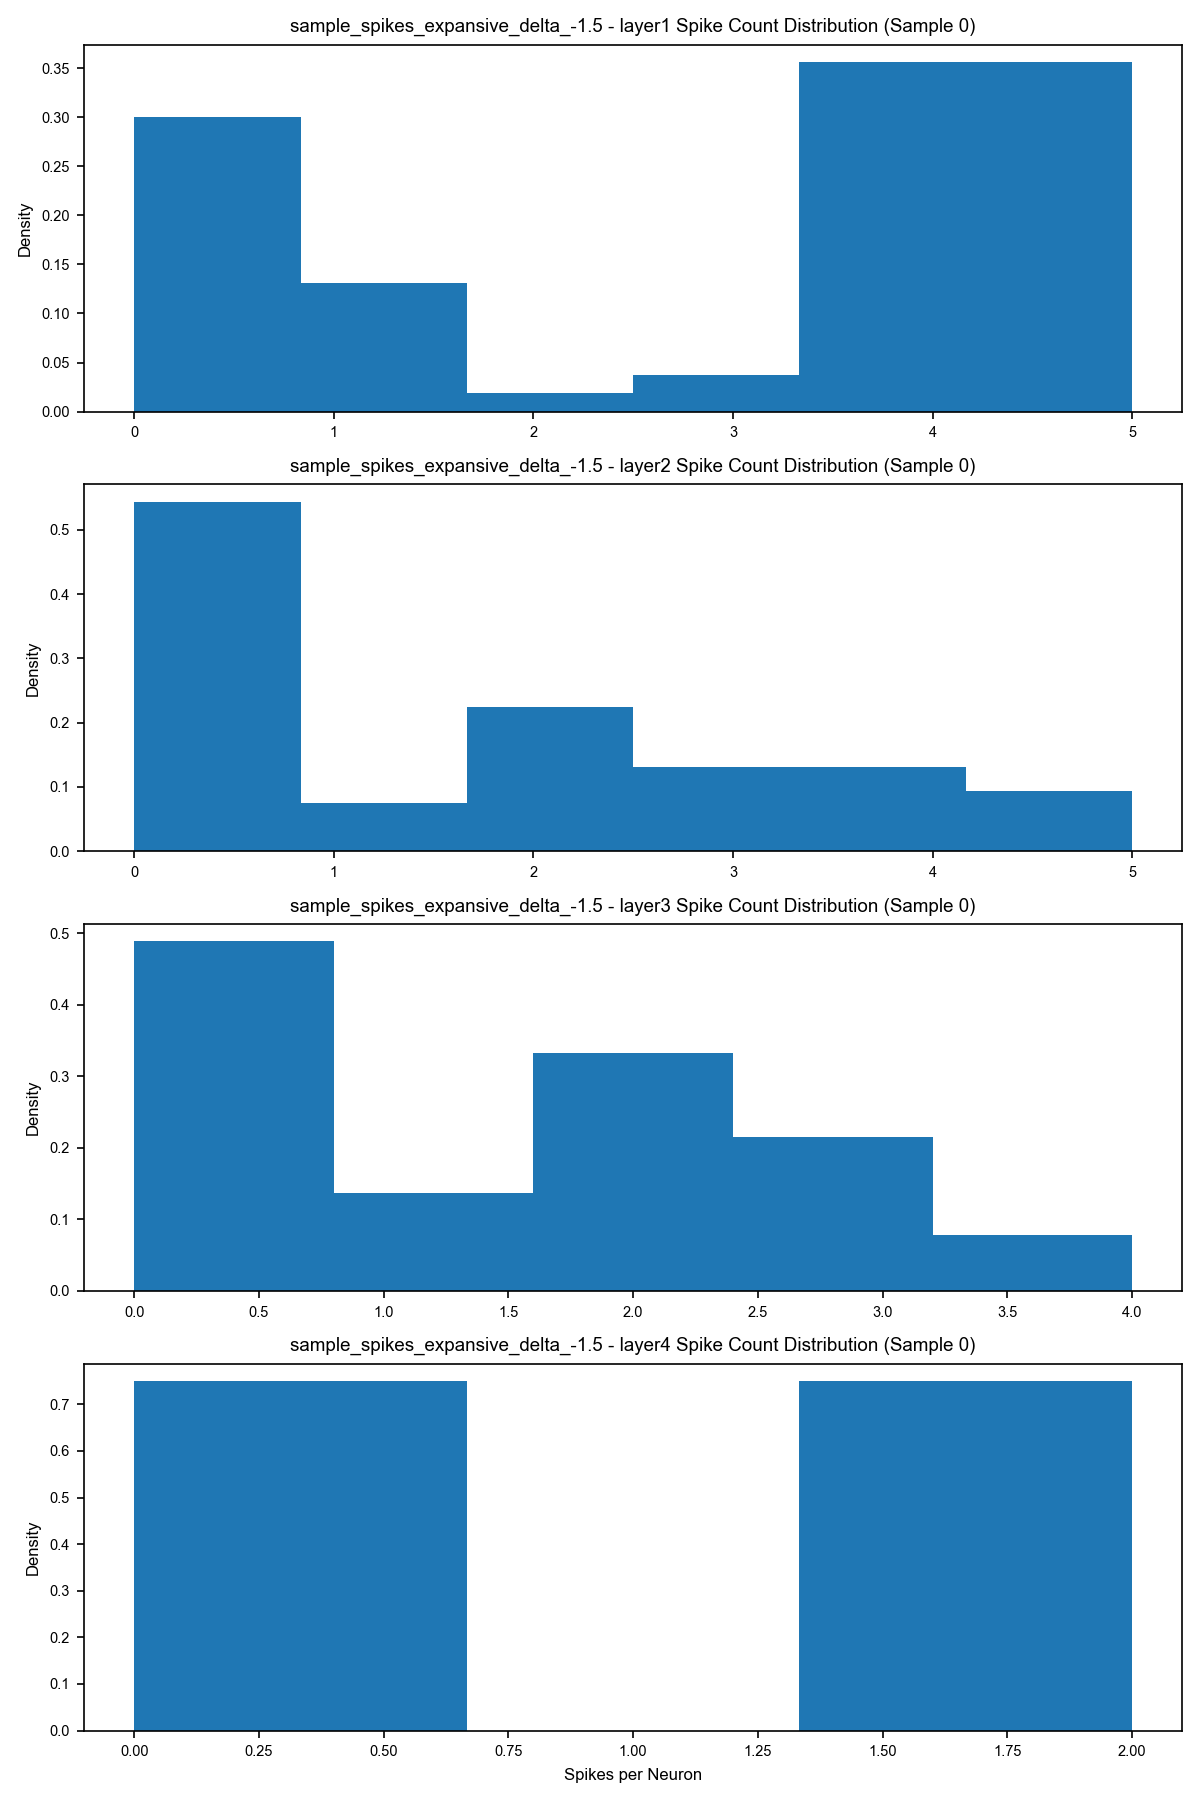 sample_spikes_expansive_delta_-1.5 - layer1 Spike Count Distribution (Sample 0)
0.35
0.30
0.25
0.20
0.15
0.10
0.05
0.00
Density
0 1 2 3 4 5
sample_spikes_expansive_delta_-1.5 - layer2 Spike Count Distribution (Sample 0)
0.5
0.4
0.3
0.2
0.1
0.0
Density
0 1 2 3 4 5
sample_spikes_expansive_delta_-1.5 - layer3 Spike Count Distribution (Sample 0)
0.5
0.4
0.3
0.2
0.1
0.0
Density
0.0 0.5 1.0 1.5 2.0 2.5 3.0 3.5 4.0
sample_spikes_expansive_delta_-1.5 - layer4 Spike Count Distribution (Sample 0)
0.7
0.6
0.5
0.4
0.3
0.2
0.1
0.0
Density
0.00 0.25 0.50 0.75 1.00 1.25 1.50 1.75 2.00
Spikes per Neuron